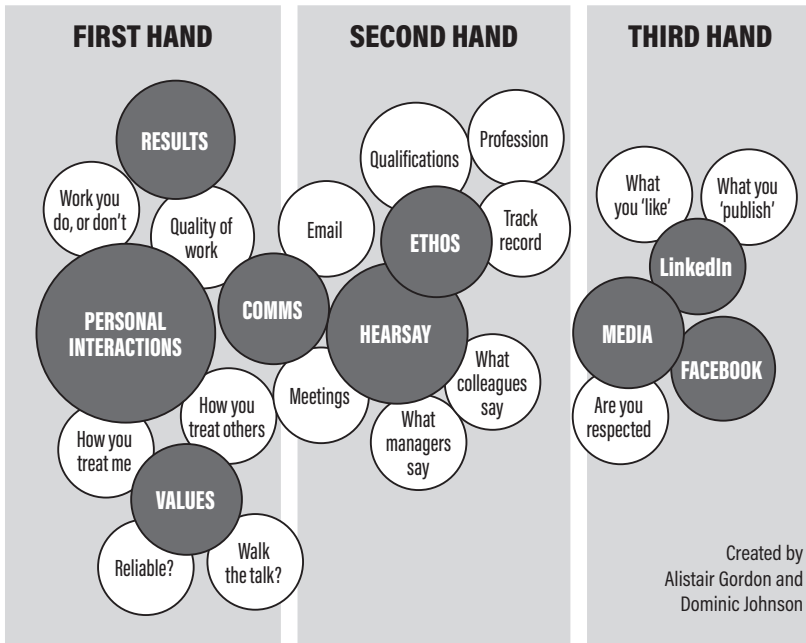 FIRST HAND
RESULTS
Work you
do, or don't
Quality of
work
PERSONAL
INTERACTIONS
COMMS
How you
treat others
How you
treat me
VALUES
Reliable?
Walk
the talk?
SECOND HAND
Qualifications
Profession
Email
ETHOS
Track
record
HEARSAY
Meetings
What
colleagues
say
What
managers
say
THIRD HAND
What
you ‘like’
What you
‘publish’
LinkedIn
MEDIA
FACEBOOK
Are you
respected
Created by
Alistair Gordon and
Dominic Johnson